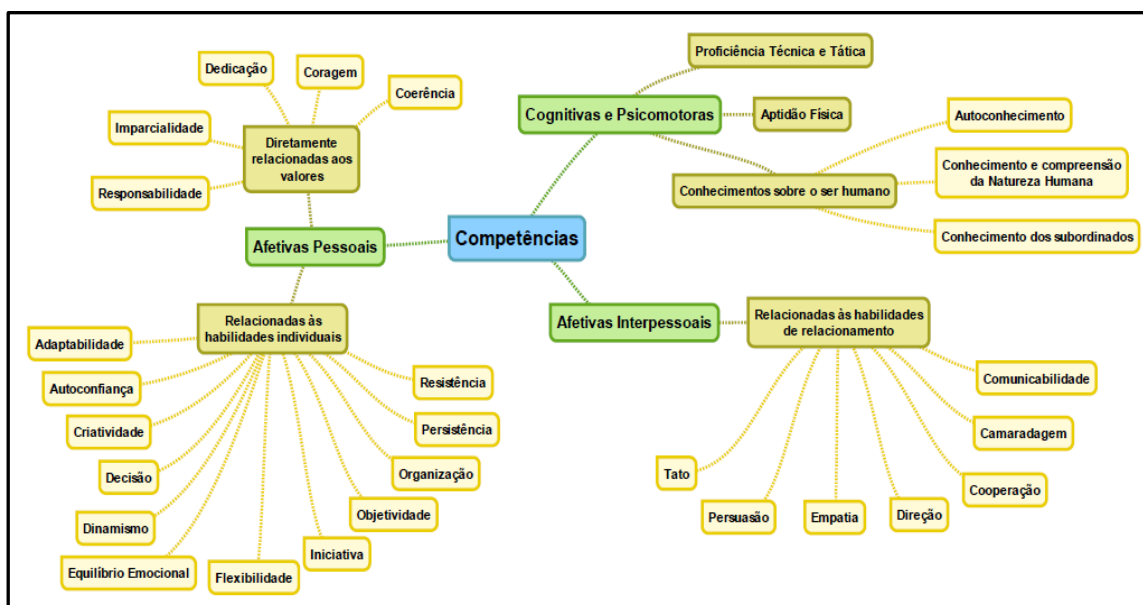 Competências
Cognitivas e Psicomotoras
Proficiência Técnica e Tática
Aptidão Física
Conhecimentos sobre o ser humano
Autoconhecimento
Conhecimento e compreensão
da Natureza Humana
Conhecimento dos subordinados
Afetivas Interpessoais
Relacionadas às habilidades
de relacionamento
Comunicabilidade
Camaradagem
Cooperação
Direção
Empatia
Persuasão
Tato
Afetivas Pessoais
Diretamente
relacionadas aos
valores
Coerência
Coragem
Dedicação
Imparcialidade
Responsabilidade
Relacionadas às
habilidades individuais
Adaptabilidade
Autoconfiança
Criatividade
Decisão
Dinamismo
Equilíbrio Emocional
Flexibilidade
Iniciativa
Objetividade
Organização
Persistência
Resistência